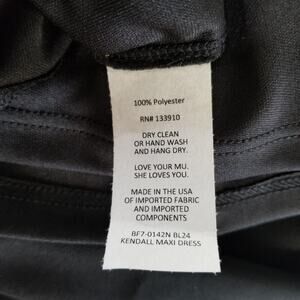 100% Polyester
RN# 133910
DRY CLEAN
OR HAND WASH
AND HANG DRY.
LOVE YOUR MU.
SHE LOVES YOU.
MADE IN THE USA
OF IMPORTED FABRIC
AND IMPORTED
COMPONENTS
BF7-0142N BL24
KENDALL MAXI DRESS